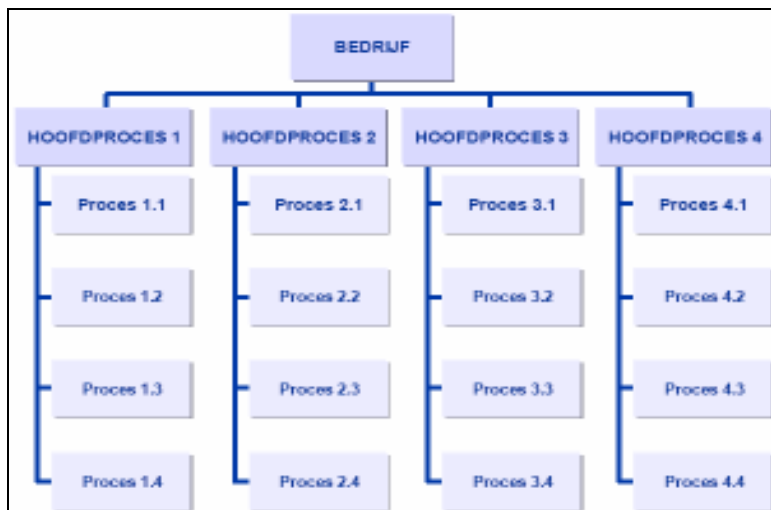 BEDRIJF
HOOFDPROCES 1
HOOFDPROCES 2
HOOFDPROCES 3
HOOFDPROCES 4
Proces 1.1
Proces 2.1
Proces 3.1
Proces 4.1
Proces 1.2
Proces 2.2
Proces 3.2
Proces 4.2
Proces 1.3
Proces 2.3
Proces 3.3
Proces 4.3
Proces 1.4
Proces 2.4
Proces 3.4
Proces 4.4